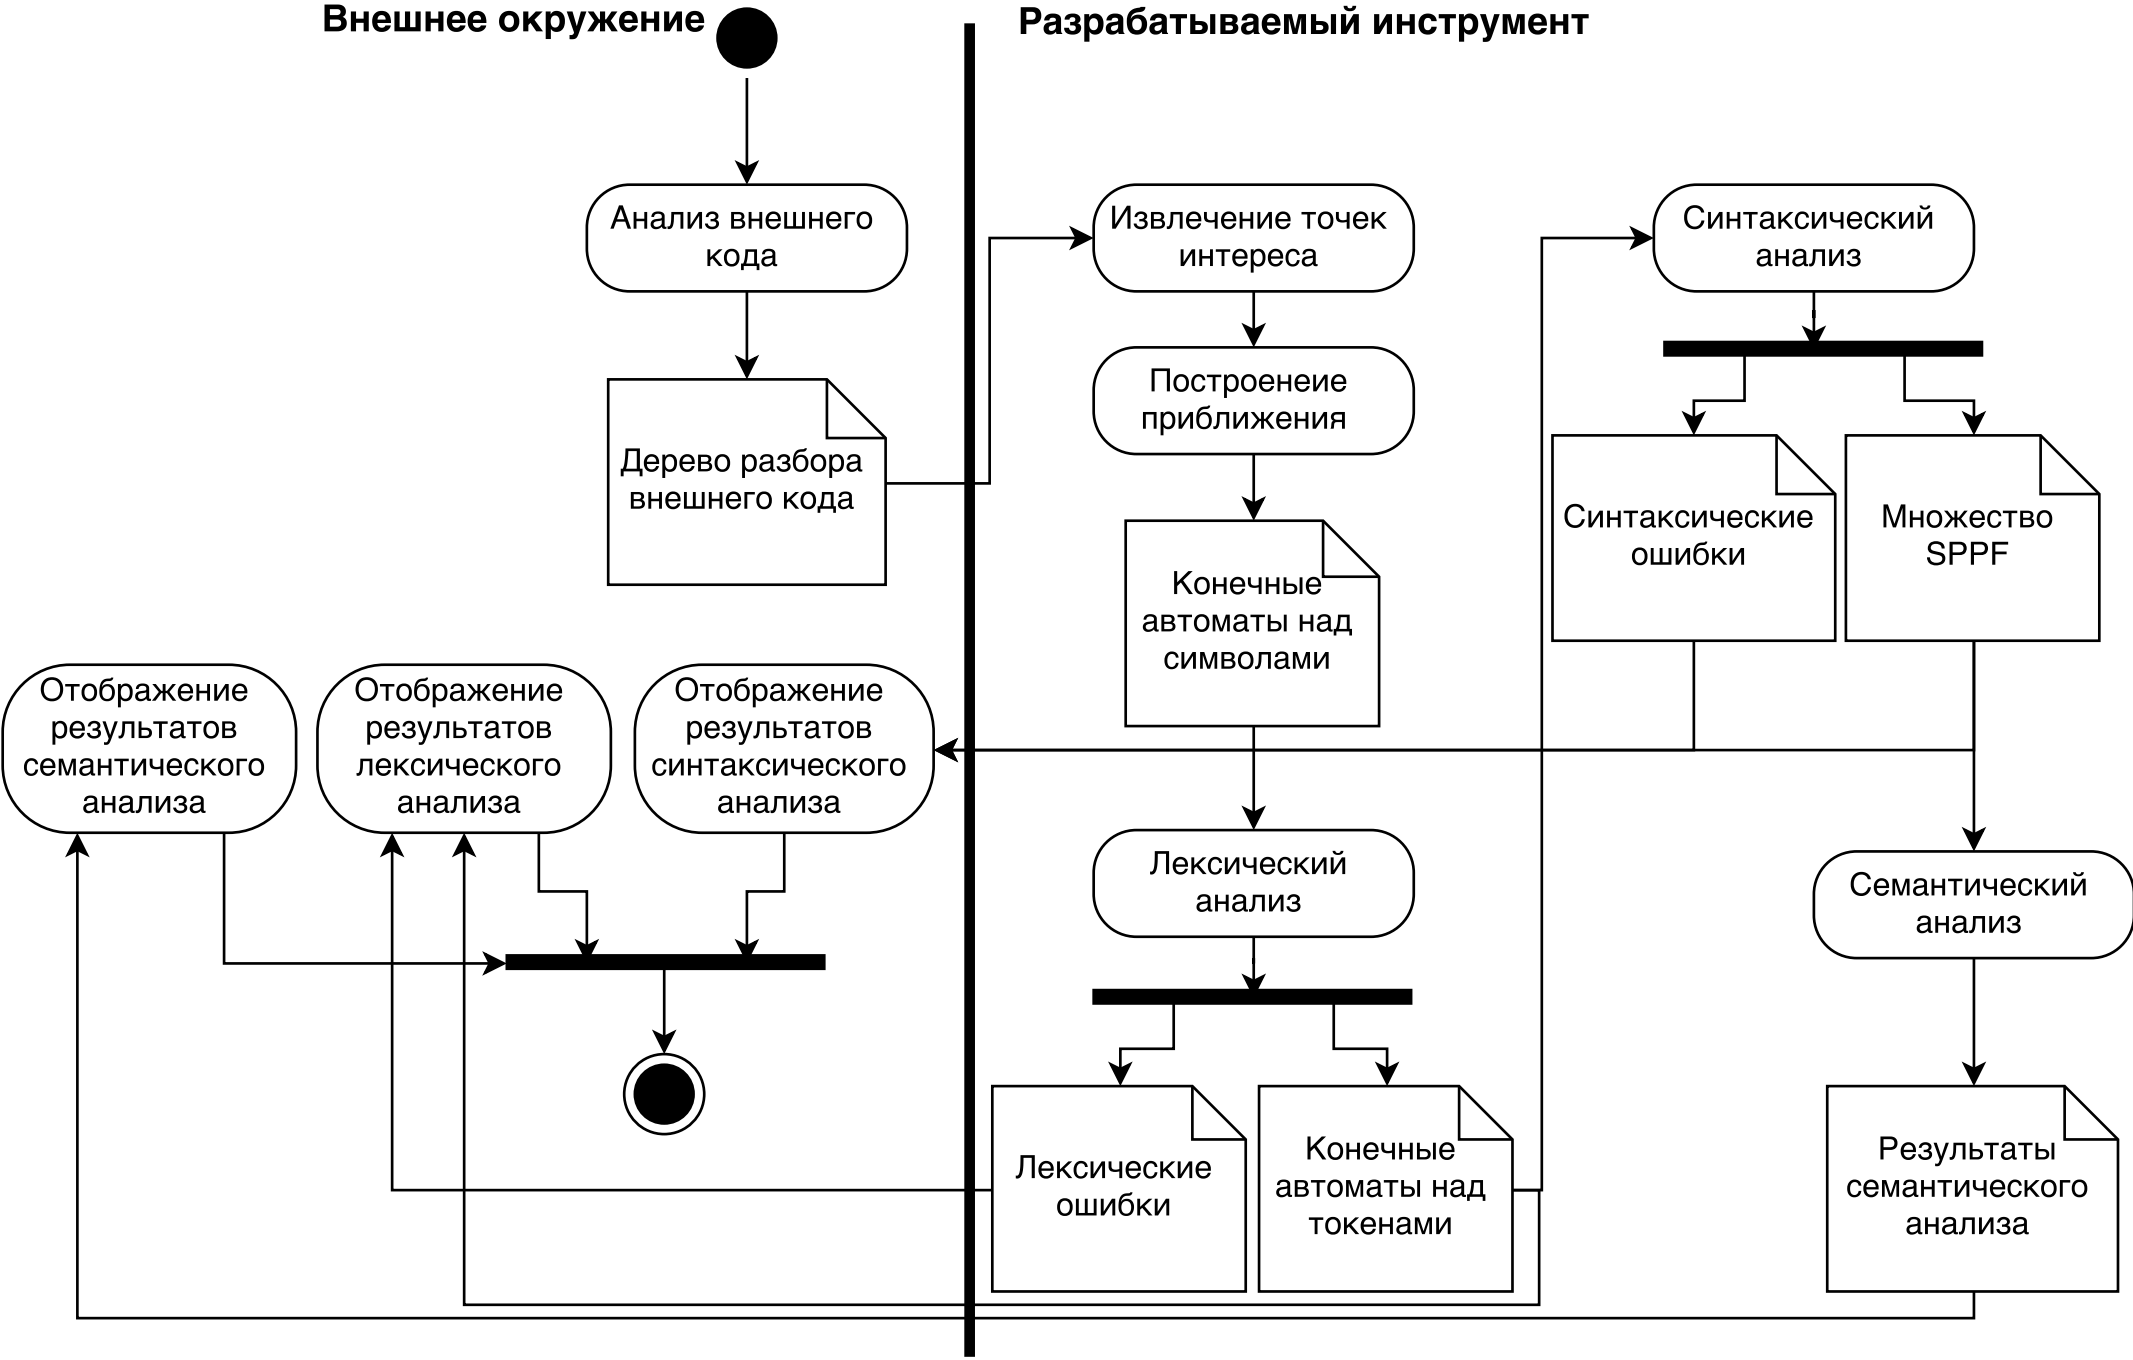 Внешнее окружение
Разрабатываемый инструмент
Анализ внешнего
кода
Извлечение точек
интереса
Синтаксический
анализ
Построенеие
приближения
Дерево разбора
внешнего кода
Синтаксические
ошибки
Множество
SPPF
Конечные
автоматы над
символами
Отображение
результатов
семантического
анализа
Отображение
результатов
лексического
анализа
Отображение
результатов
синтаксического
анализа
Лексический
анализ
Семантический
анализ
Лексические
ошибки
Конечные
автоматы над
токенами
Результаты
семантического
анализа